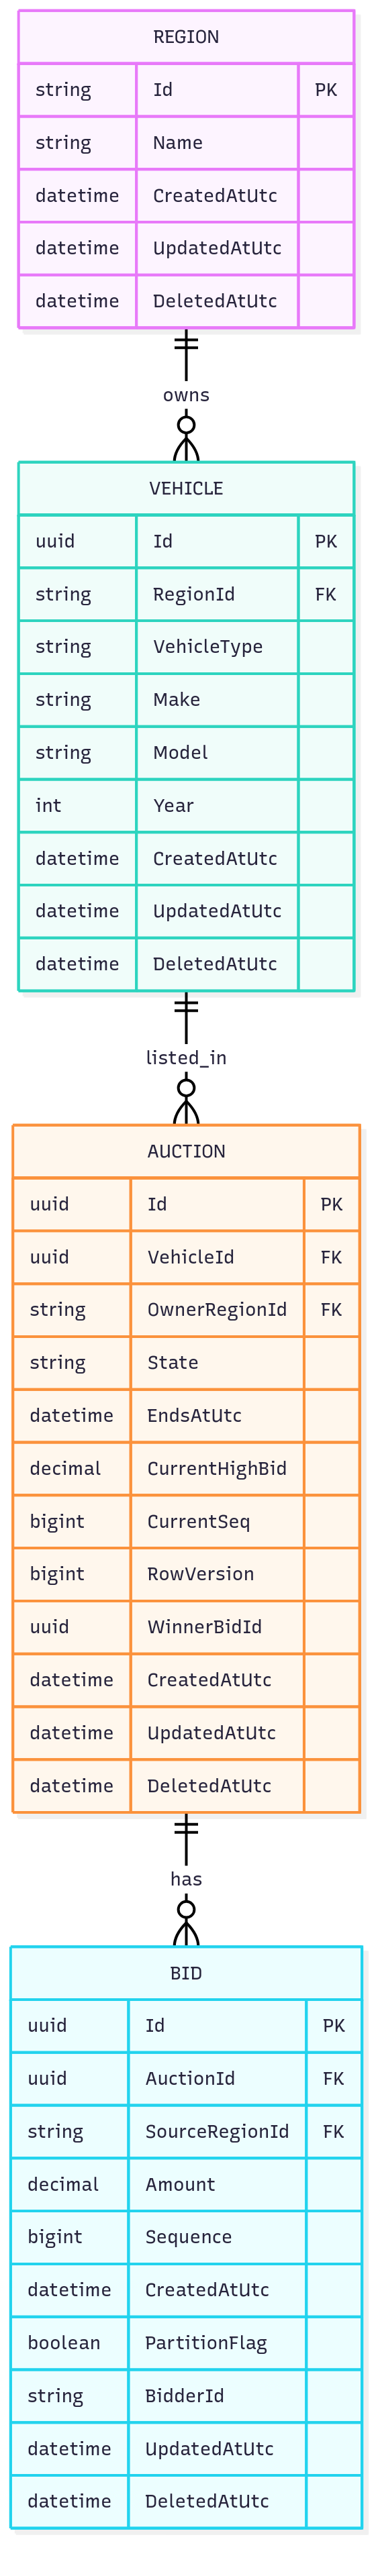 REGION
string Id PK
string Name
datetime CreatedAtUtc
datetime UpdatedAtUtc
datetime DeletedAtUtc
owns
VEHICLE
uuid Id PK
string RegionId FK
string VehicleType
string Make
string Model
int Year
datetime CreatedAtUtc
datetime UpdatedAtUtc
datetime DeletedAtUtc
listed_in
AUCTION
uuid Id PK
uuid VehicleId FK
string OwnerRegionId FK
string State
datetime EndsAtUtc
decimal CurrentHighBid
bigint CurrentSeq
bigint RowVersion
uuid WinnerBidId
datetime CreatedAtUtc
datetime UpdatedAtUtc
datetime DeletedAtUtc
has
BID
uuid Id PK
uuid AuctionId FK
string SourceRegionId FK
decimal Amount
bigint Sequence
datetime CreatedAtUtc
boolean PartitionFlag
string BidderId
datetime UpdatedAtUtc
datetime DeletedAtUtc